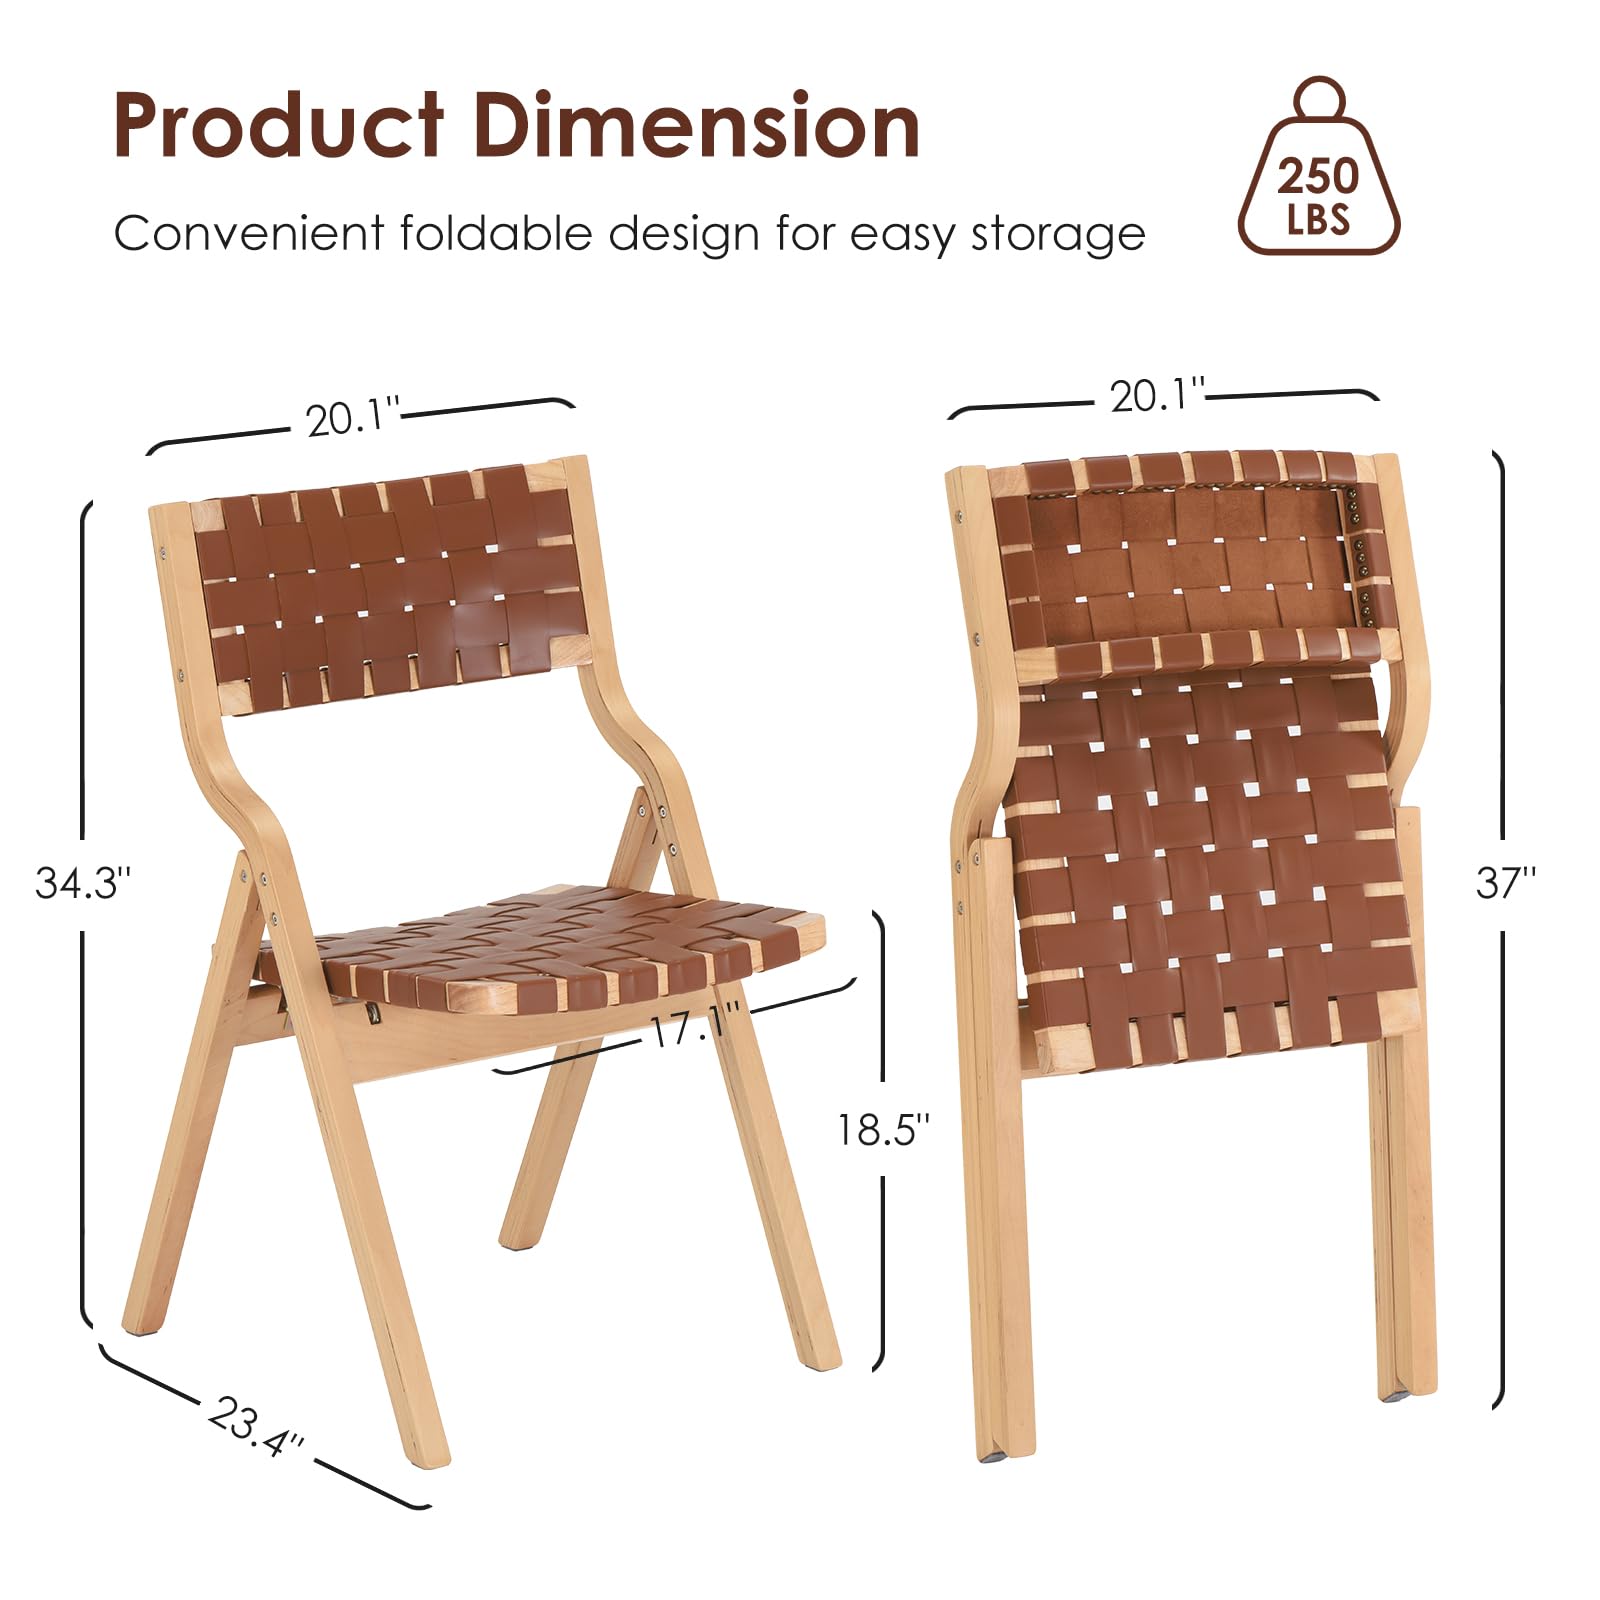 Product Dimension
Convenient foldable design for easy storage
250
LBS
20.1"
20.1"
34.3"
37"
17.1"
18.5"
23.4"